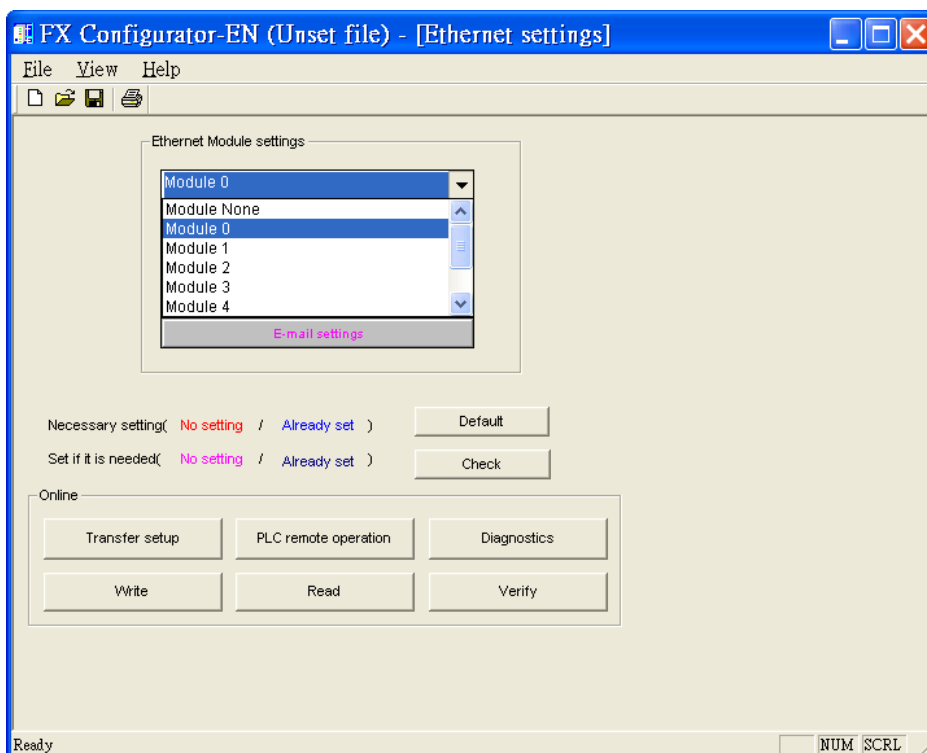 FX Configurator-EN (Unset file) - [Ethernet settings]
File View Help
Ethernet Module settings
Module 0
Module None
Module 0
Module 1
Module 2
Module 3
Module 4
E-mail settings
Necessary setting( No setting / Already set ) Default
Set if it is needed( No setting / Already set ) Check
Online
Transfer setup PLC remote operation Diagnostics
Write Read Verify
Ready NUM SCRL